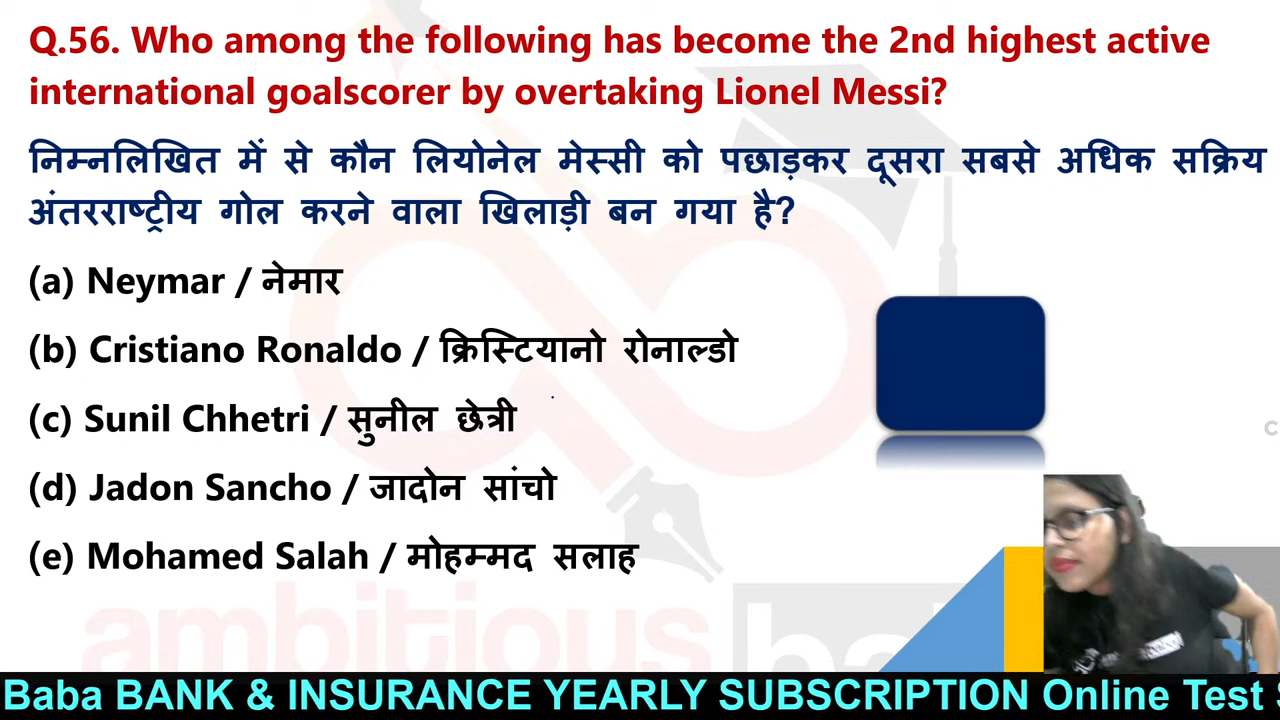 Q.56. Who among the following has become the 2nd highest active
international goalscorer by overtaking Lionel Messi?
निम्नलिखित में से कौन लियोनेल मेस्सी को पछाड़कर दूसरा सबसे अधिक सक्रिय
अंतरराष्ट्रीय गोल करने वाला खिलाड़ी बन गया है?
(a) Neymar / नेमार
(b) Cristiano Ronaldo / क्रिस्टियानो रोनाल्डो
(c) Sunil Chhetri / सुनील छेत्री
(d) Jadon Sancho / जादोन सांचो
(e) Mohamed Salah / मोहम्मद सलाह
ambitious
Baba BANK & INSURANCE YEARLY SUBSCRIPTION Online Test